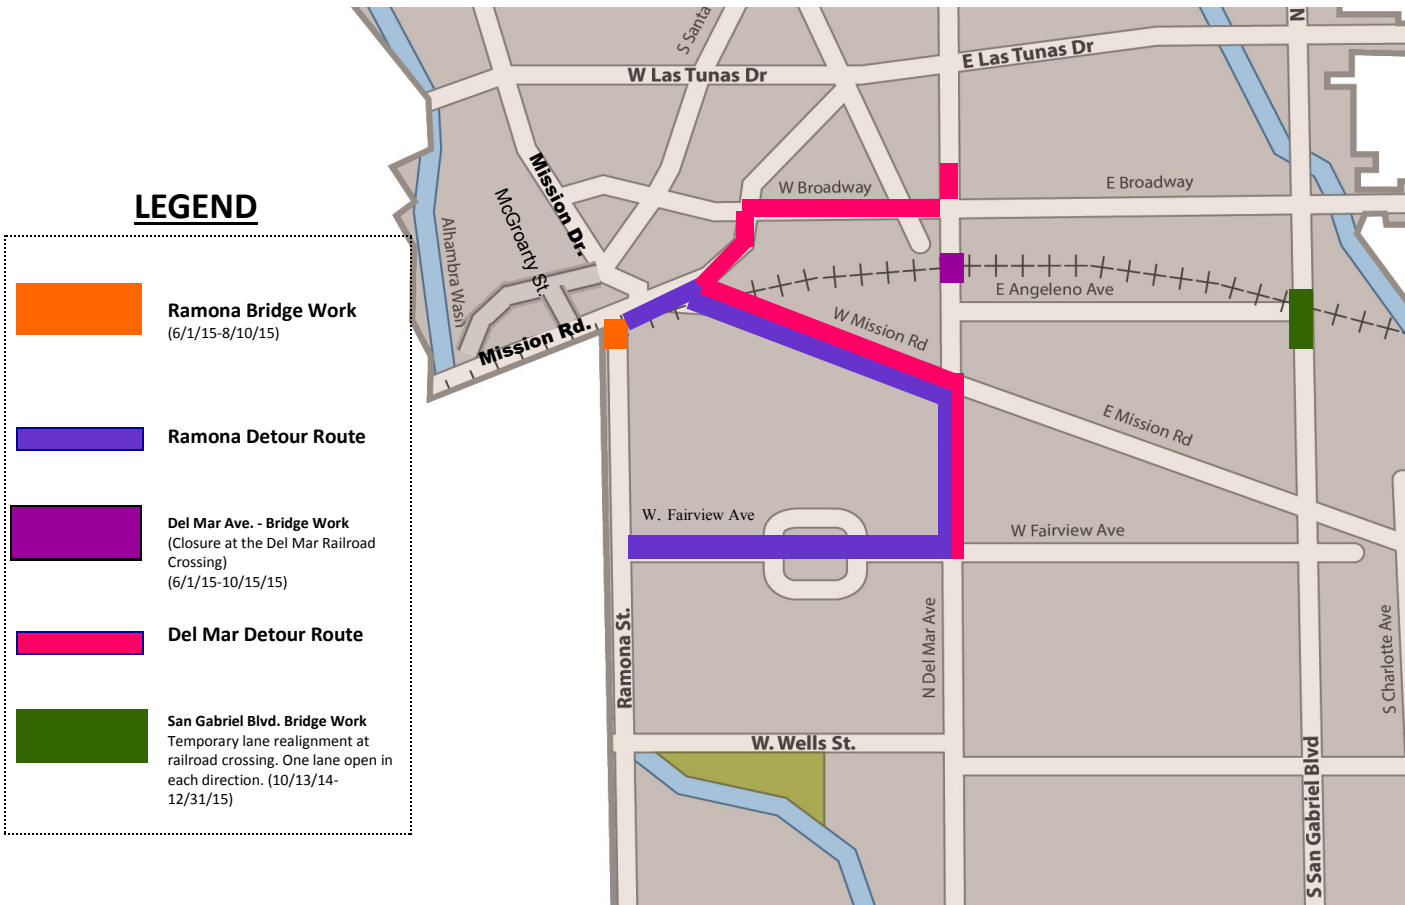 LEGEND
Ramona Bridge Work
(6/1/15-8/10/15)
Ramona Detour Route
Del Mar Ave. - Bridge Work
(Closure at the Del Mar Railroad
Crossing)
(6/1/15-10/15/15)
Del Mar Detour Route
San Gabriel Blvd. Bridge Work
Temporary lane realignment at
railroad crossing. One lane open in
each direction. (10/13/14-
12/31/15)
S Santa
N
W Las Tunas Dr
E Las Tunas Dr
Mission Dr.
McGroarty St.
Alhambra Wash
W Broadway
E Broadway
E Angeleno Ave
Mission Rd.
W Mission Rd
E Mission Rd
W. Fairview Ave
W Fairview Ave
Ramona St.
N Del Mar Ave
S Charlotte Ave
W. Wells St.
S San Gabriel Blvd